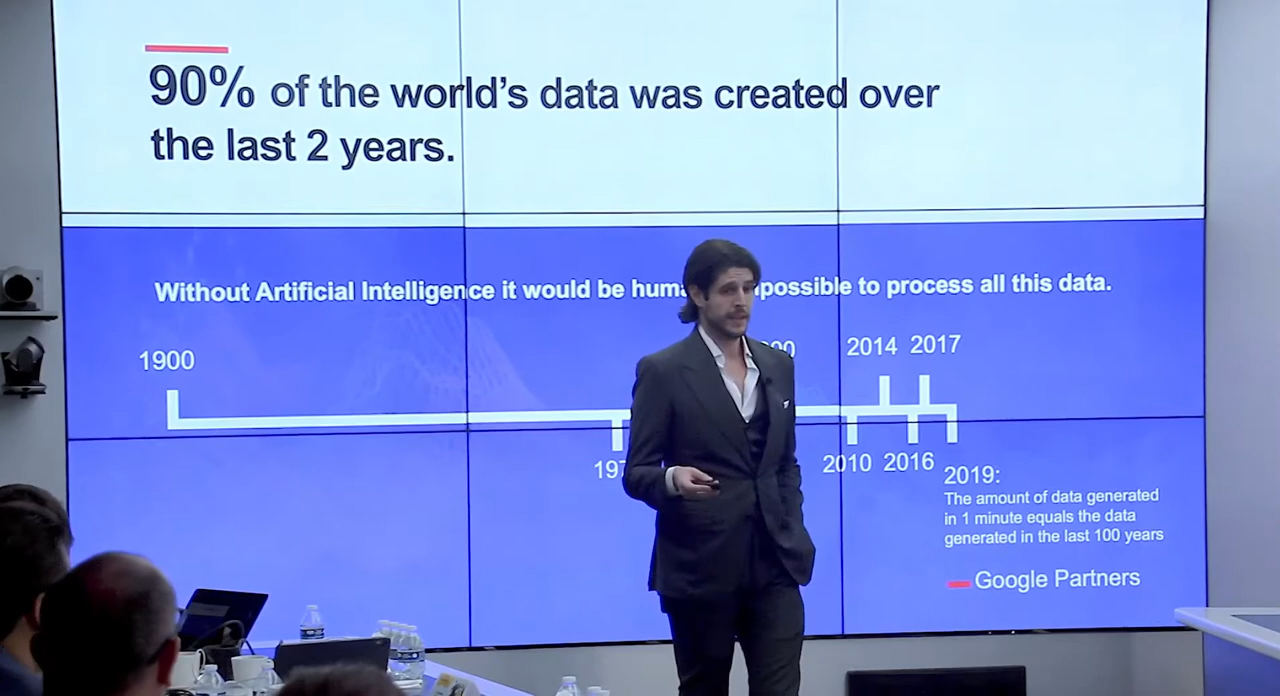 90% of the world's data was created over
the last 2 years.
Without Artificial Intelligence it would be possible to process all this data.
1900
2014 2017
2010 2016
2019:
The amount of data generated
in 1 minute equals the data
generated in the last 100 years
Google Partners